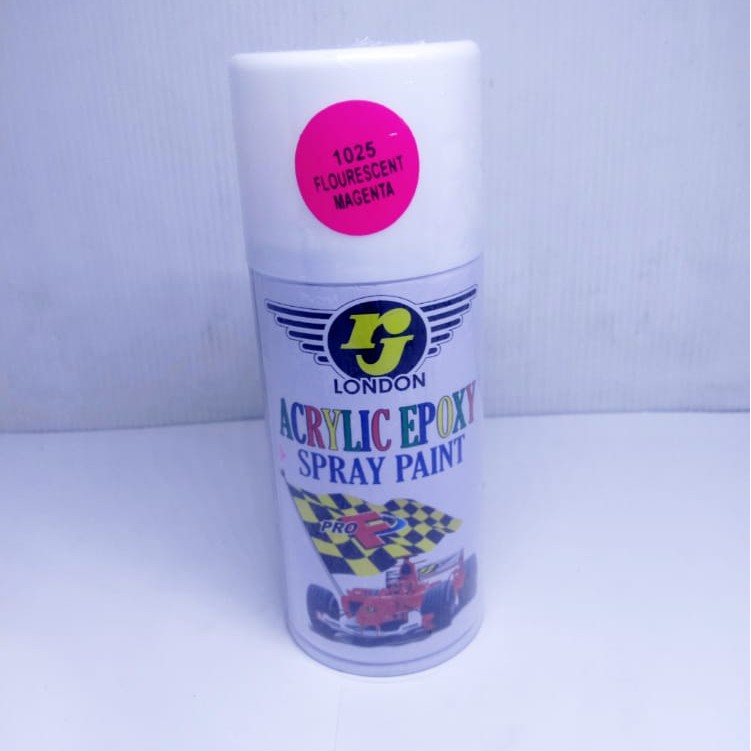 1025
FLOURESCENT
MAGENTA
rj
LONDON
ACRYLIC EPOXY
SPRAY PAINT
PRO